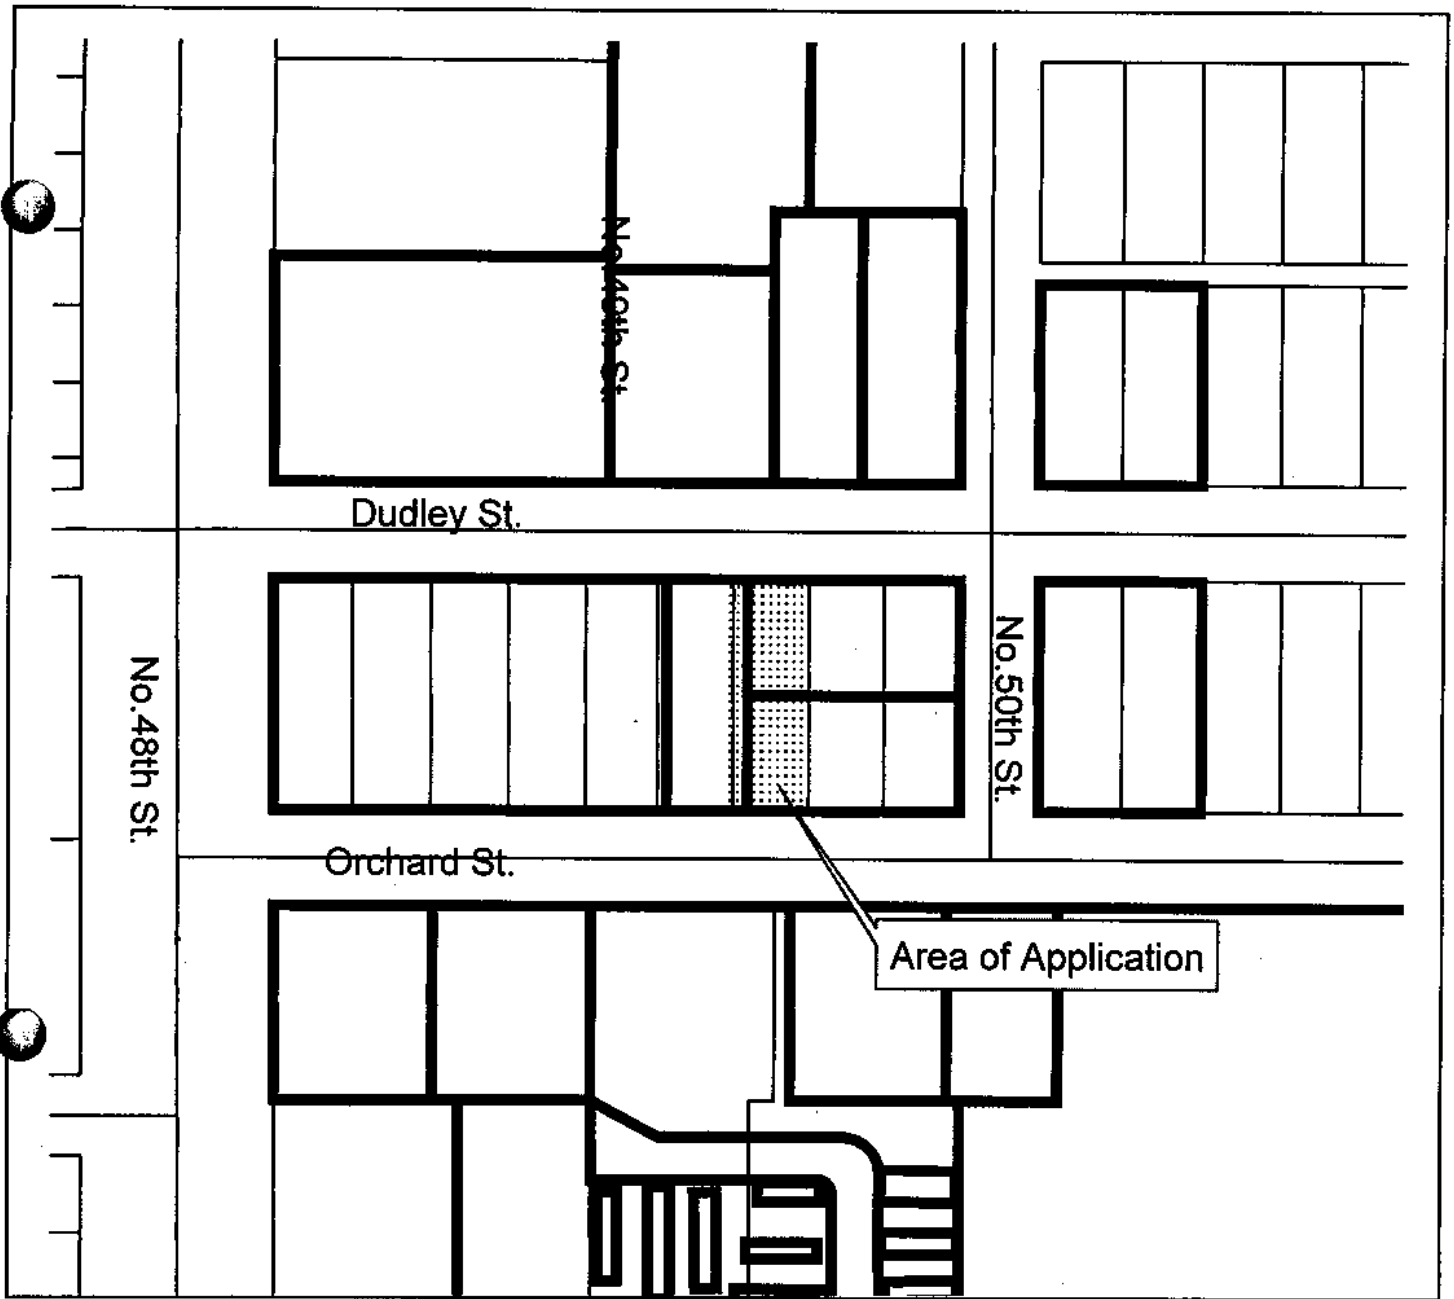 No.49th St.
Dudley St.
No.48th St.
No.50th St.
Orchard St.
Area of Application